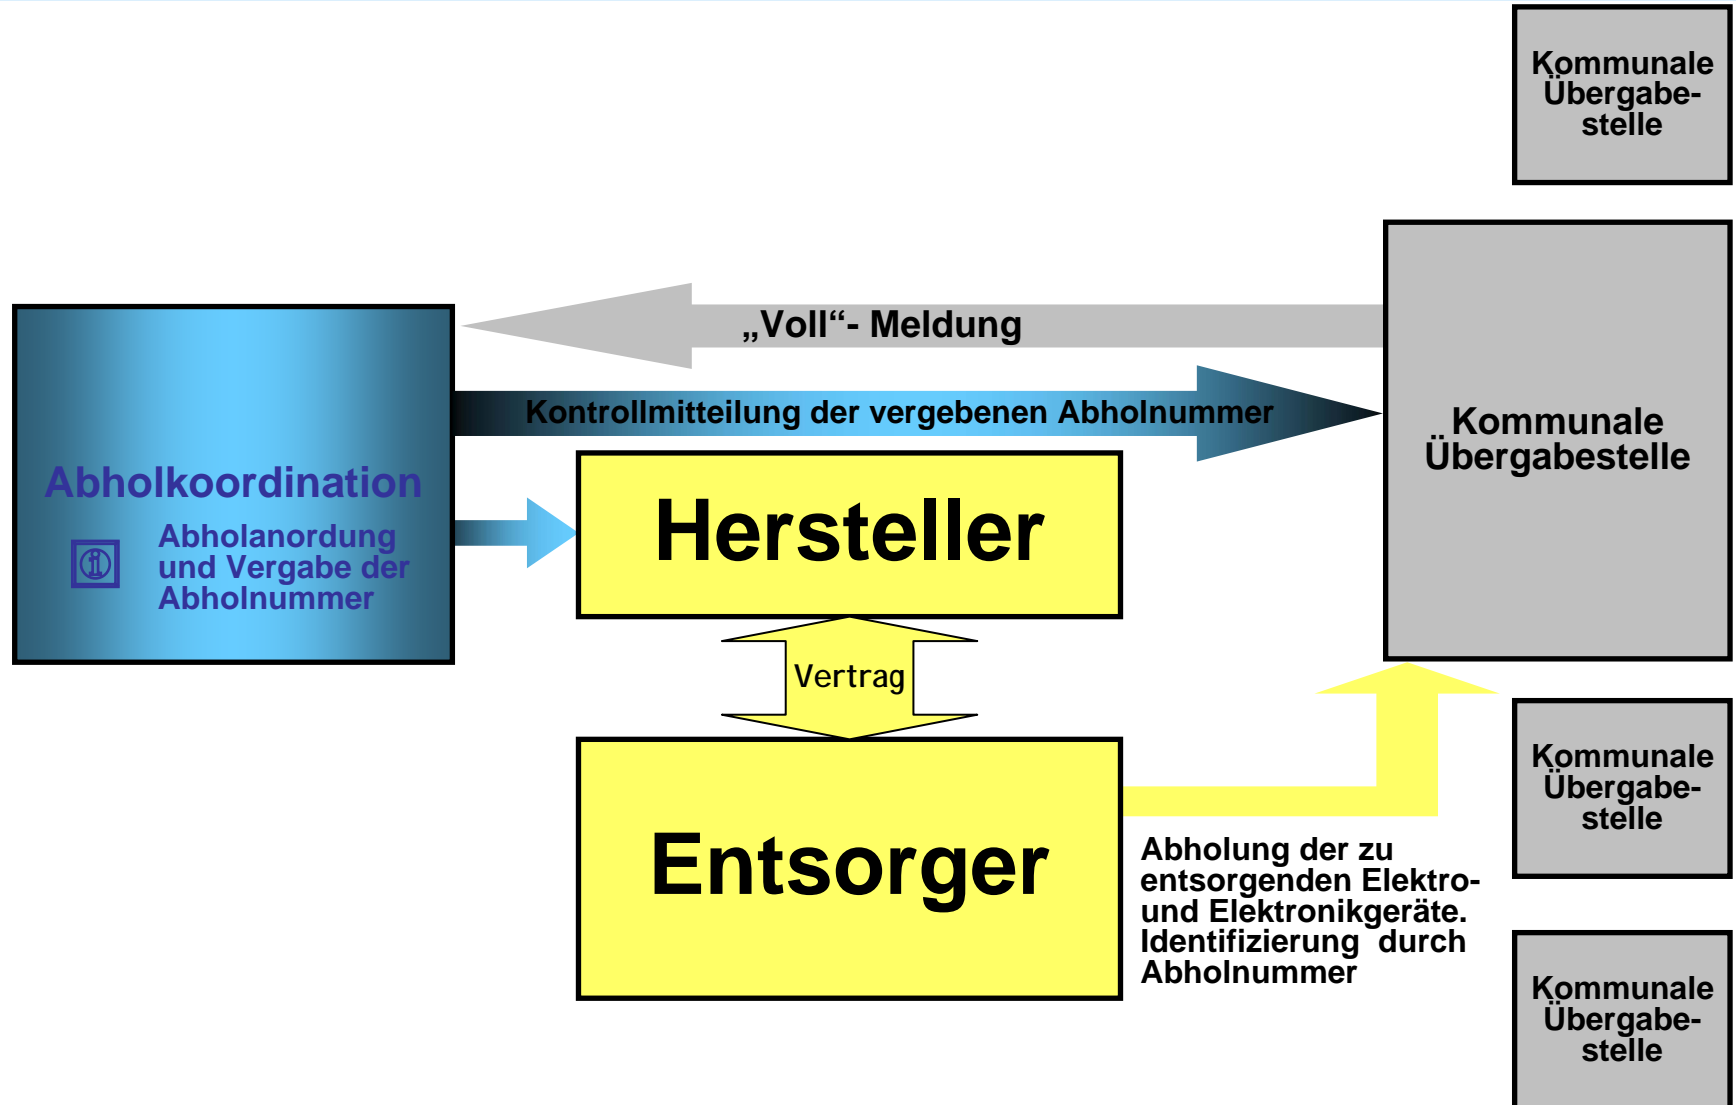 Kommunale
Übergabe-
stelle
„Voll“- Meldung
Kontrollmitteilung der vergebenen Abholnummer
Kommunale
Übergabestelle
Abholkoordination
Abholanordung
und Vergabe der
Abholnummer
Hersteller
Vertrag
Entsorger
Abholung der zu
entsorgenden Elektro-
und Elektronikgeräte.
Identifizierung durch
Abholnummer
Kommunale
Übergabe-
stelle
Kommunale
Übergabe-
stelle